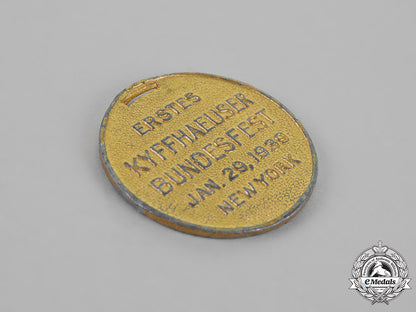 ERSTES
KYFFHAEUSER
BUNDESFEST
JAN. 29, 1939
NEW YORK
eMedals